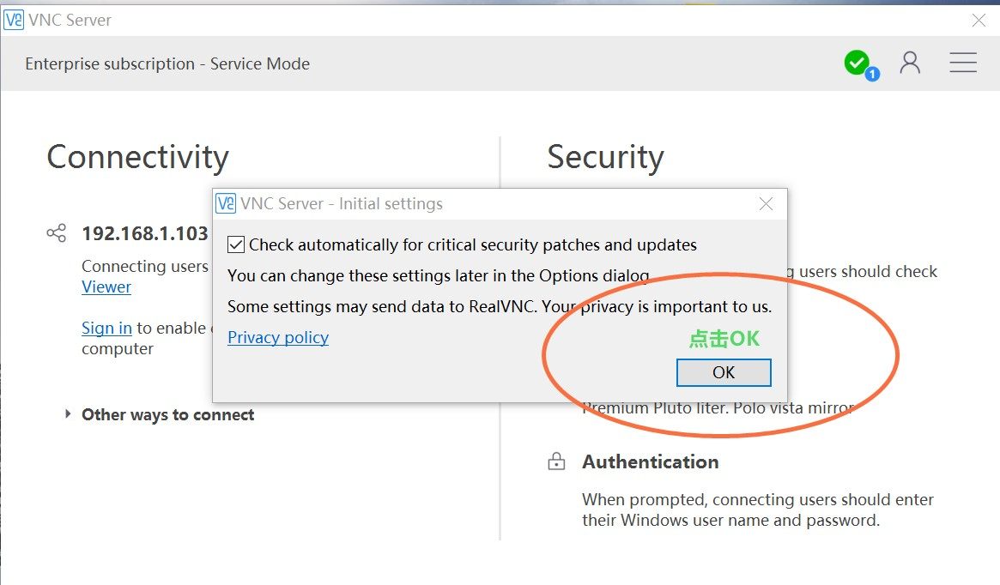 VNC Server
Enterprise subscription - Service Mode
1
Connectivity
192.168.1.103
Connecting users
Viewer
Sign in to enable
computer
Other ways to connect
Security
users should check
Premium Pluto liter. Polo vista mirror
Authentication
When prompted, connecting users should enter
their Windows user name and password.
VNC Server - Initial settings
Check automatically for critical security patches and updates
You can change these settings later in the Options dialog
Some settings may send data to RealVNC. Your privacy is important to us.
Privacy policy
点击OK
OK